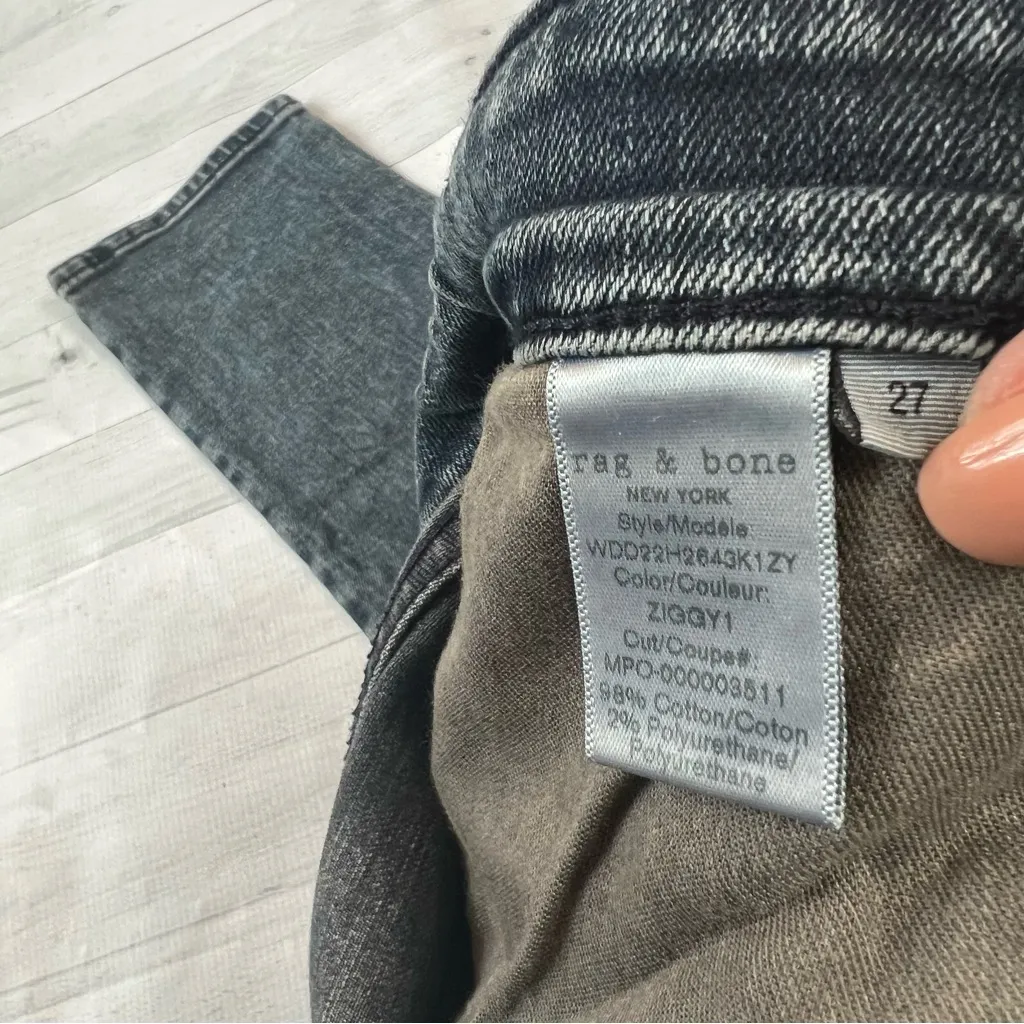 rag & bone
NEW YORK
Style/Modèle
WDD22H2643K1ZY
Color/Couleur:
ZIGGY1
Cut/Coupe#:
MPO-000003511
98% Cotton/Coton
2% Polyurethane/
Polyurethane
27